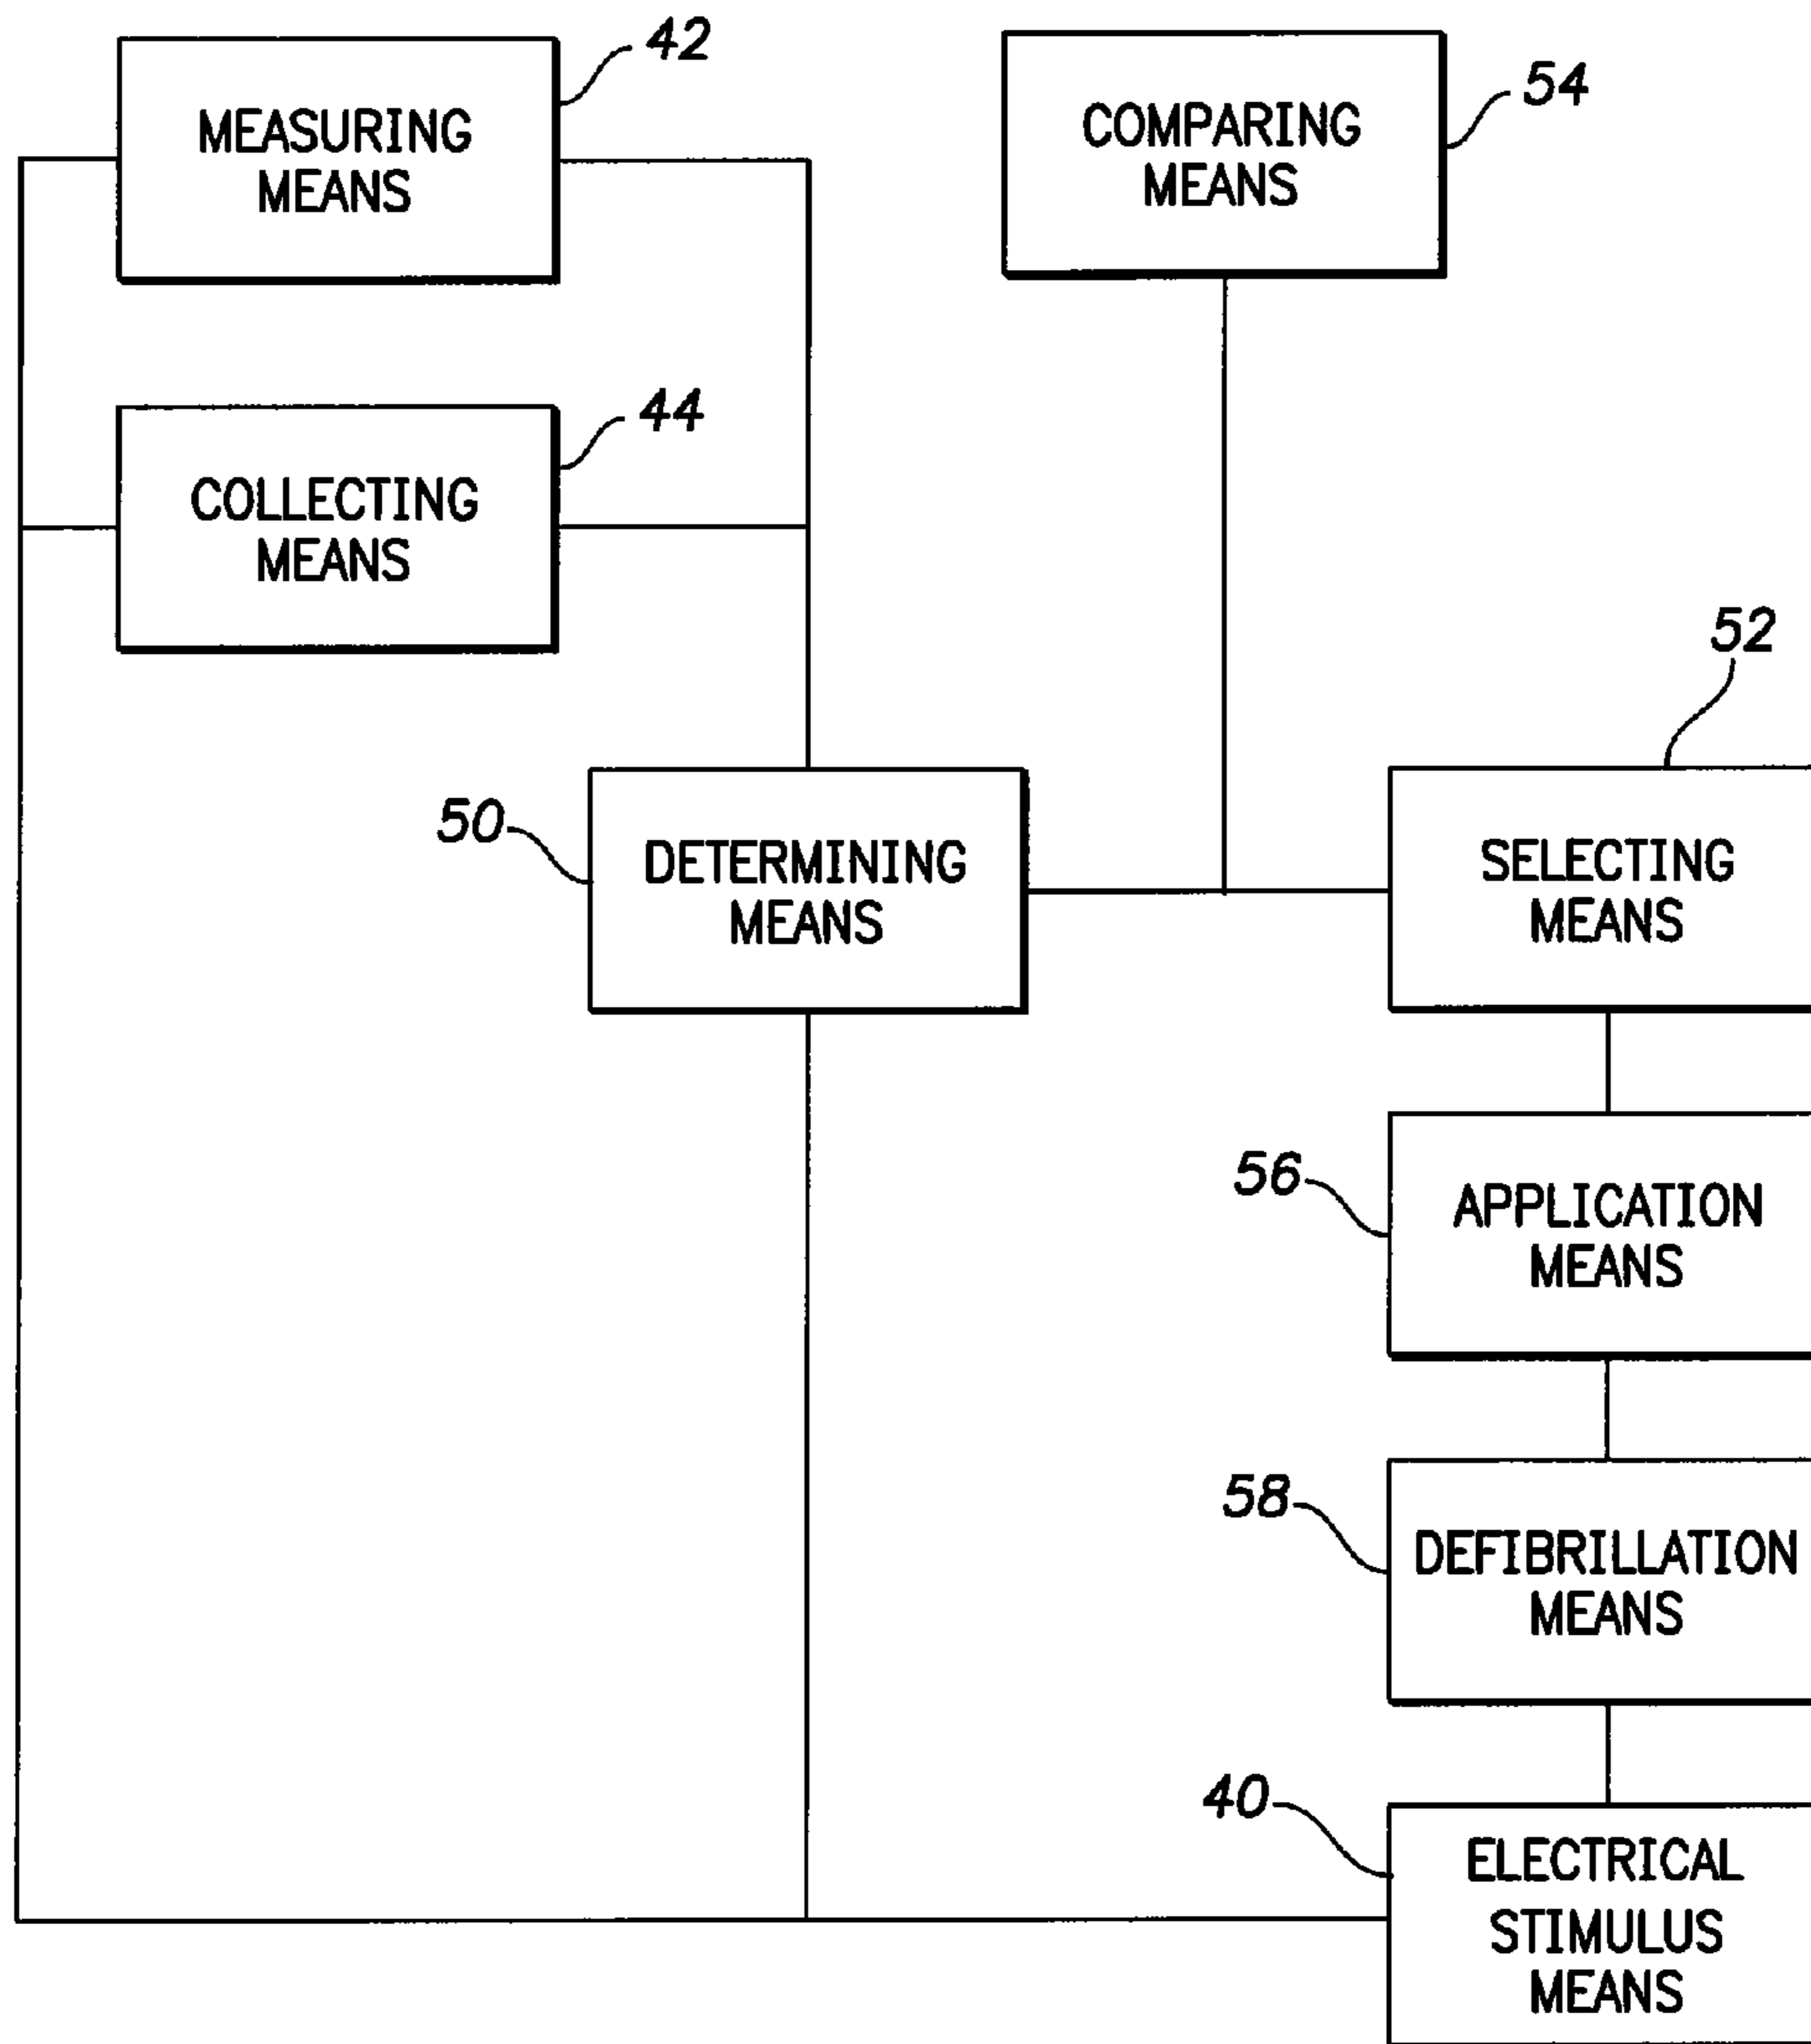 42
MEASURING
MEANS
54
COMPARING
MEANS
44
COLLECTING
MEANS
52
50
DETERMINING
MEANS
SELECTING
MEANS
56
APPLICATION
MEANS
58
DEFIBRILLATION
MEANS
40
ELECTRICAL
STIMULUS
MEANS